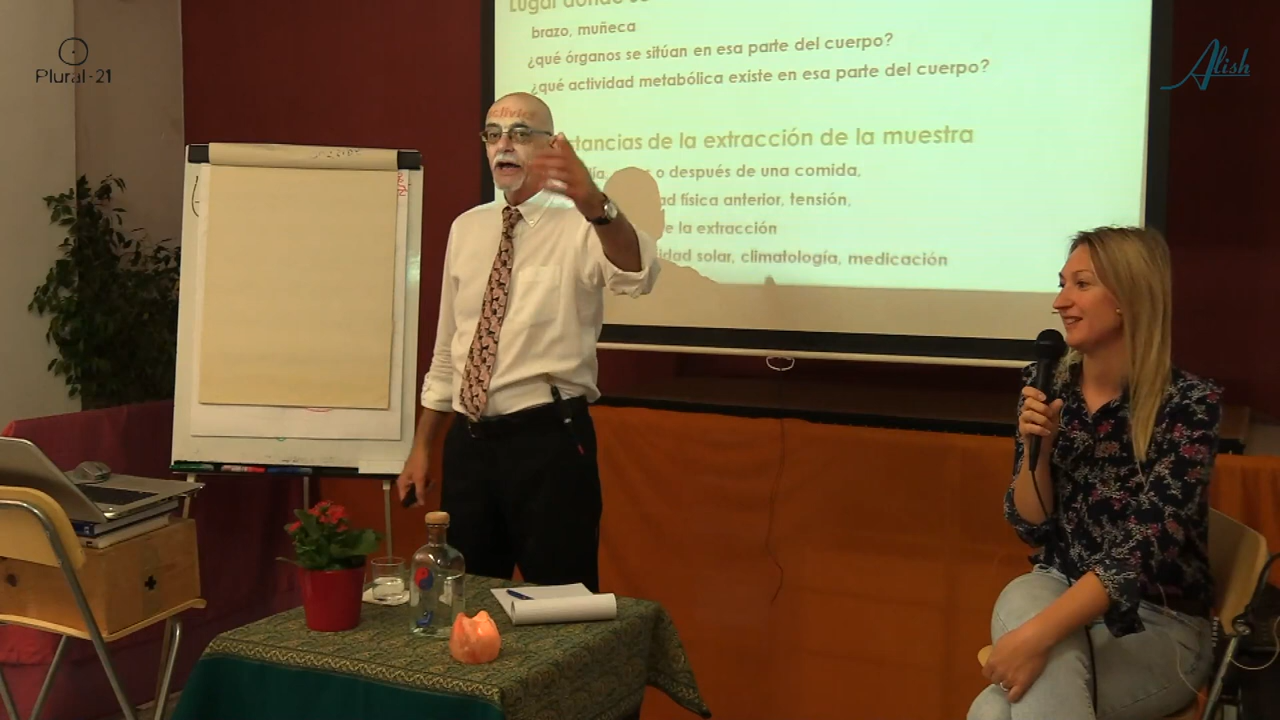 Plural-21
Alish
Lugar donde
brazo, muñeca
¿qué órganos se sitúan en esa parte del cuerpo?
¿qué actividad metabólica existe en esa parte del cuerpo?
tancias de la extracción de la muestra
o después de una comida,
física anterior, tensión,
e la extracción
dad solar, climatología, medicación